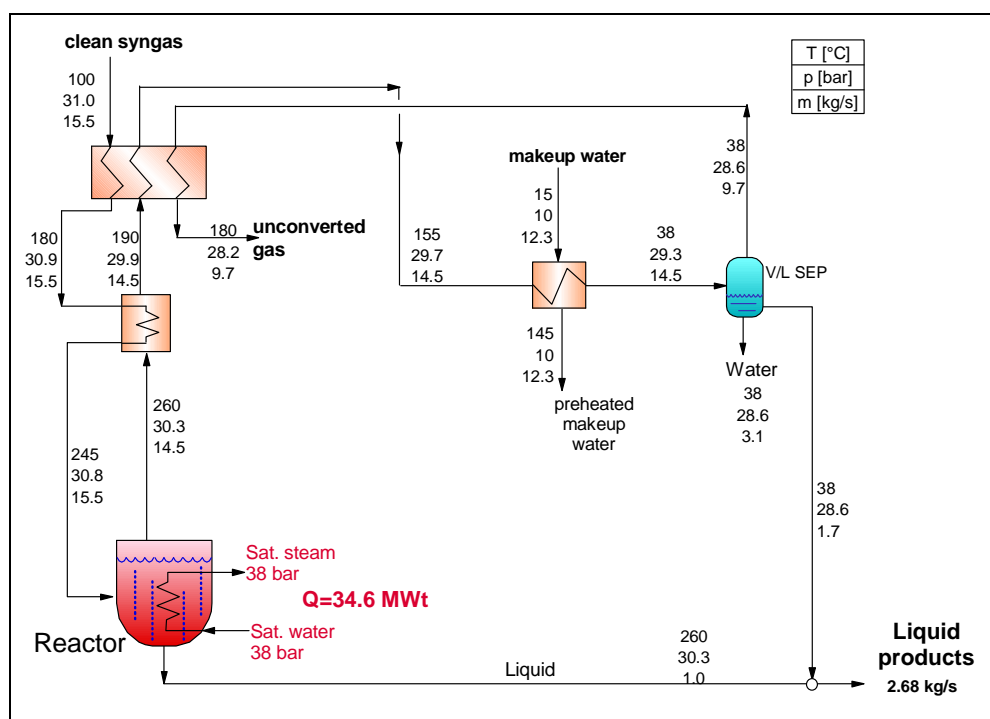 clean syngas
100
31.0
15.5
T [°C]
p [bar]
m [kg/s]
makeup water
15
10
12.3
38
28.6
9.7
180
30.9
15.5
190
29.9
14.5
180
28.2
9.7
unconverted
gas
155
29.7
14.5
38
29.3
14.5
V/L SEP
145
10
12.3
preheated
makeup
water
Water
38
28.6
3.1
260
30.3
14.5
245
30.8
15.5
38
28.6
1.7
Sat. steam
38 bar
Q=34.6 MWt
Sat. water
38 bar
Reactor
Liquid
260
30.3
1.0
Liquid
products
2.68 kg/s